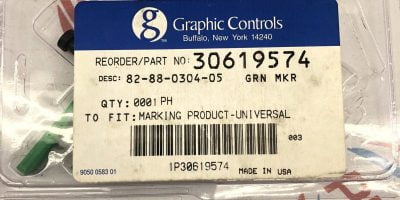 g Graphic Controls
Buffalo, New York 14240
REORDER/PART NO: 30619574
DESC: 82-88-0304-05 GRN MKR
QTY: 0001 PH
TO FIT: MARKING PRODUCT-UNIVERSAL
003
1P30619574 MADE IN USA
9050 0583 01